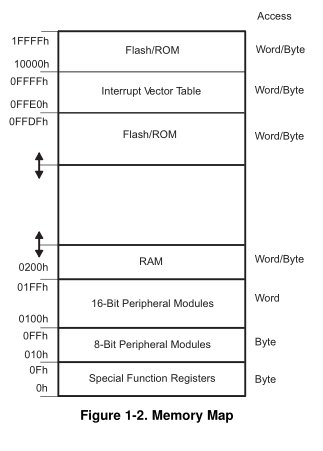 Access
1FFFFh
Flash/ROM
Word/Byte
10000h
0FFFFh
Interrupt Vector Table
Word/Byte
0FFE0h
0FFDFh
Flash/ROM
Word/Byte
RAM
Word/Byte
0200h
01FFh
16-Bit Peripheral Modules
Word
0100h
0FFh
8-Bit Peripheral Modules
Byte
010h
0Fh
Special Function Registers
Byte
0h
Figure 1-2. Memory Map